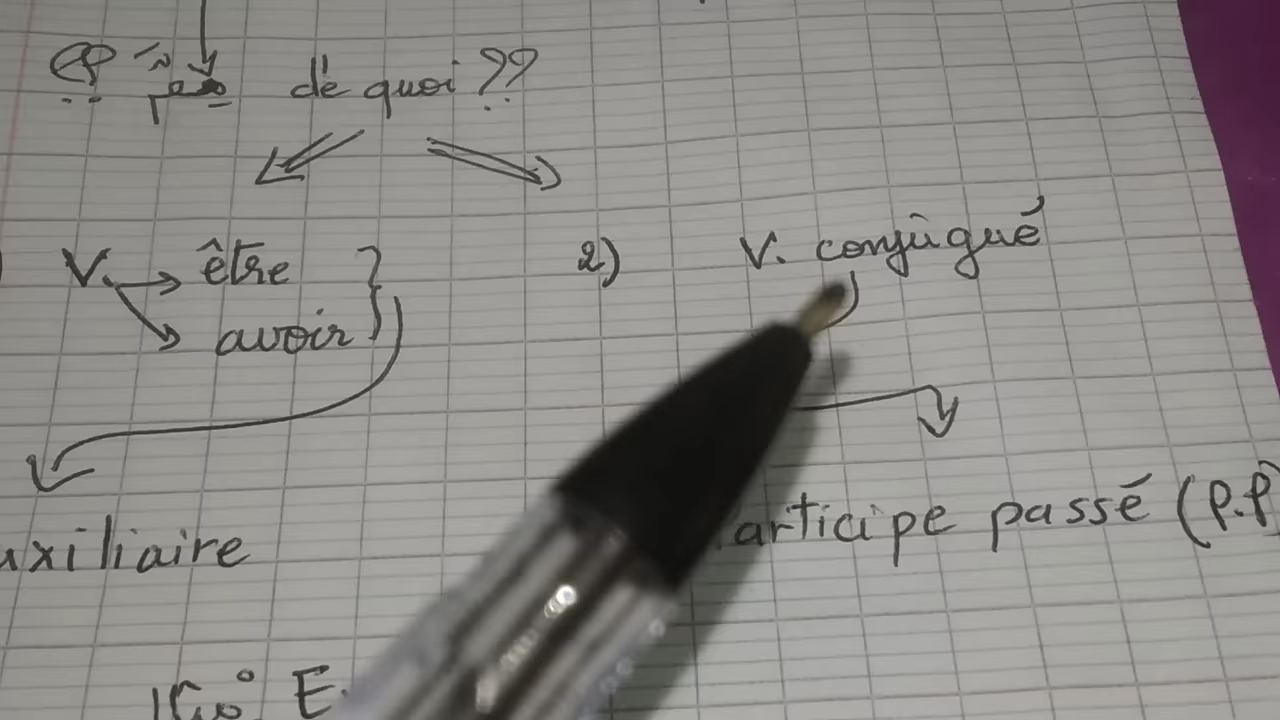 de quoi ??
V. être
avoir
2) V. conjugué
uxiliaire
articipe passé (P.P)